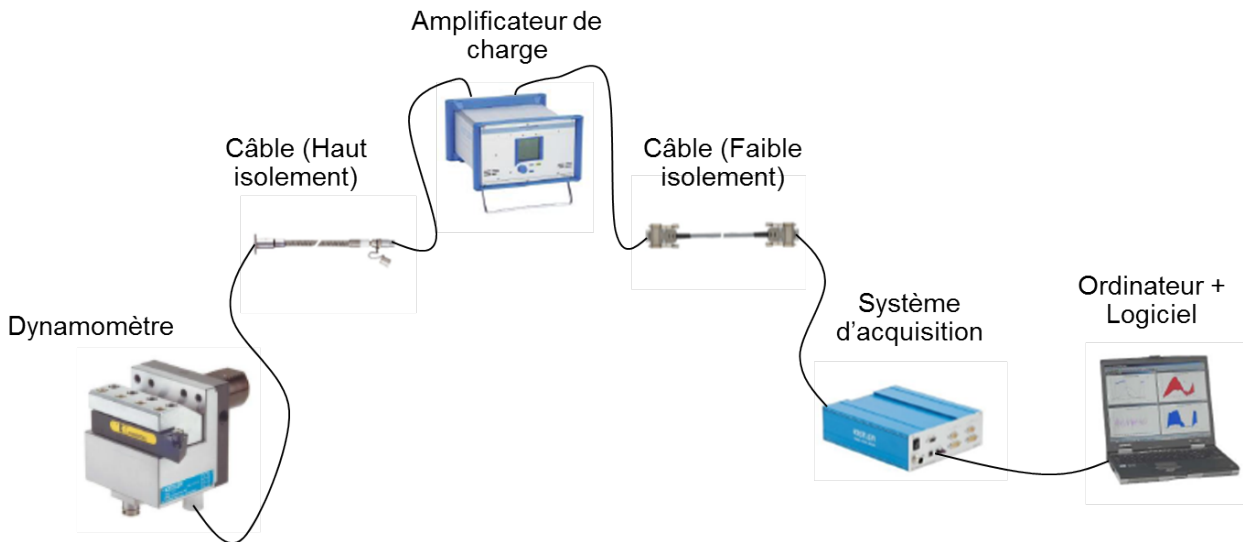 Amplificateur de
charge
Câble (Haut
isolement)
Câble (Faible
isolement)
Dynamomètre
Système
d’acquisition
Ordinateur +
Logiciel